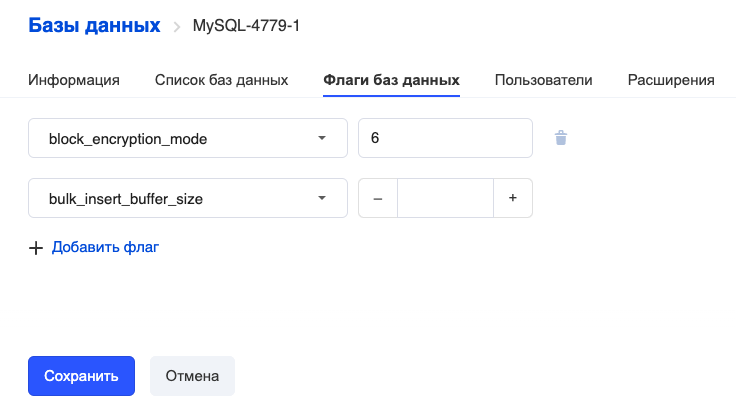 Базы данных > MySQL-4779-1
Информация Список баз данных Флаги баз данных Пользователи Расширения
block_encryption_mode 6
bulk_insert_buffer_size – +
+ Добавить флаг
Сохранить Отмена